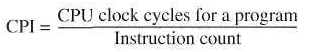 CPI = CPU clock cycles for a program
Instruction count